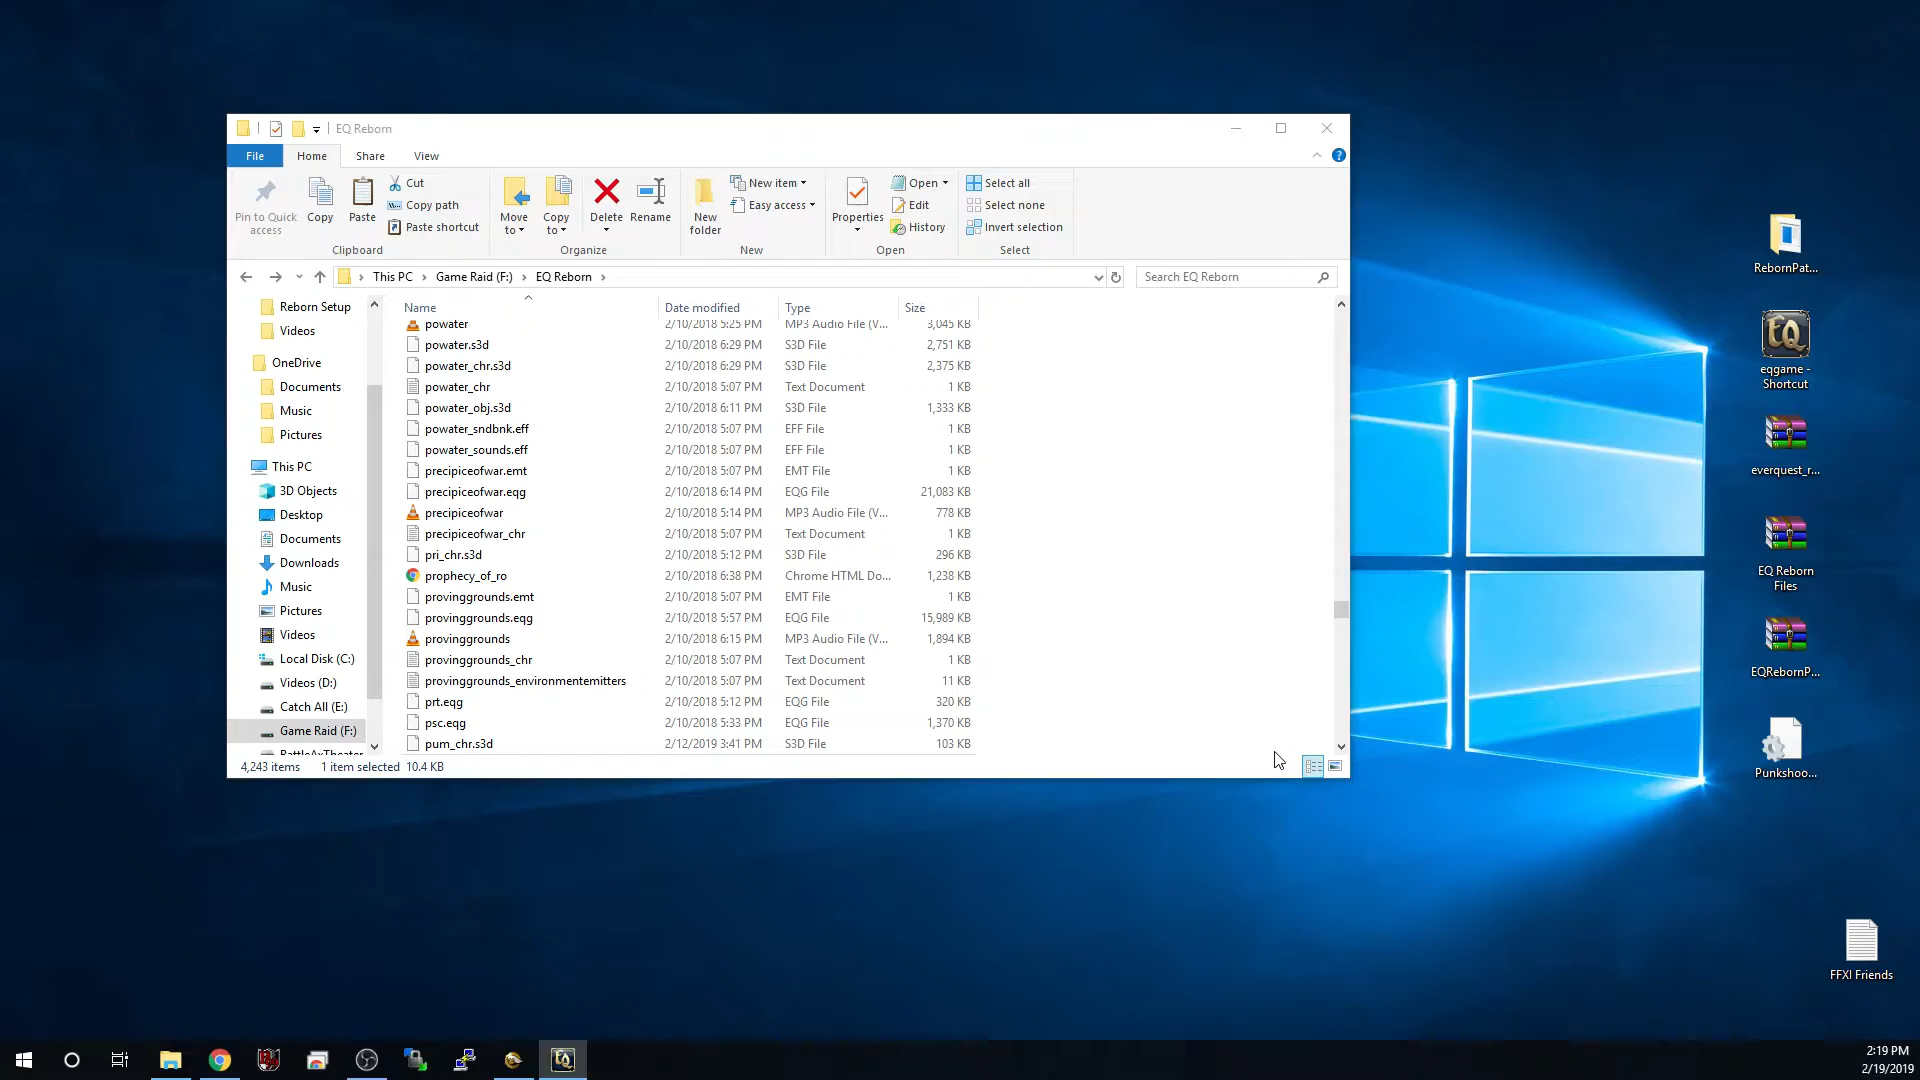 EQ Reborn
File Home Share View
Pin to Quick access
Copy
Paste
Cut
Copy path
Paste shortcut
Clipboard
Move to
Copy to
Delete
Rename
Organize
New folder
New item
Easy access
New
Properties
Open
Edit
History
Open
Select all
Select none
Invert selection
Select
This PC Game Raid (F:) EQ Reborn
Search EQ Reborn
Reborn Setup
Videos
OneDrive
Documents
Music
Pictures
This PC
3D Objects
Desktop
Documents
Downloads
Music
Pictures
Videos
Local Disk (C:)
Videos (D:)
Catch All (E:)
Game Raid (F:)
BattleAxTheater
Name Date modified Type Size
powater 2/10/2018 5:25 PM MP3 Audio File (V... 3,045 KB
powater.s3d 2/10/2018 6:29 PM S3D File 2,751 KB
powater_chr.s3d 2/10/2018 6:29 PM S3D File 2,375 KB
powater_chr 2/10/2018 5:07 PM Text Document 1 KB
powater_obj.s3d 2/10/2018 6:11 PM S3D File 1,333 KB
powater_sndbnk.eff 2/10/2018 5:07 PM EFF File 1 KB
powater_sounds.eff 2/10/2018 5:07 PM EFF File 1 KB
precipiceofwar.emt 2/10/2018 5:07 PM EMT File 1 KB
precipiceofwar.eqg 2/10/2018 6:14 PM EQG File 21,083 KB
precipiceofwar 2/10/2018 5:14 PM MP3 Audio File (V... 778 KB
precipiceofwar_chr 2/10/2018 5:07 PM Text Document 1 KB
pri_chr.s3d 2/10/2018 5:12 PM S3D File 296 KB
prophecy_of_ro 2/10/2018 6:38 PM Chrome HTML Do... 1,238 KB
provinggrounds.emt 2/10/2018 5:07 PM EMT File 1 KB
provinggrounds.eqg 2/10/2018 5:57 PM EQG File 15,989 KB
provinggrounds 2/10/2018 6:15 PM MP3 Audio File (V... 1,894 KB
provinggrounds_chr 2/10/2018 5:07 PM Text Document 1 KB
provinggrounds_environmentemitters 2/10/2018 5:07 PM Text Document 11 KB
prt.eqg 2/10/2018 5:12 PM EQG File 320 KB
psc.eqg 2/10/2018 5:33 PM EQG File 1,370 KB
pum_chr.s3d 2/12/2019 3:41 PM S3D File 103 KB
4,243 items 1 item selected 10.4 KB
RebornPat...
EQ
eqgame -
Shortcut
everquest_r...
EQ Reborn
Files
EQRebornP...
Punkshoo...
FFXI Friends
EQ
2:19 PM
2/19/2019